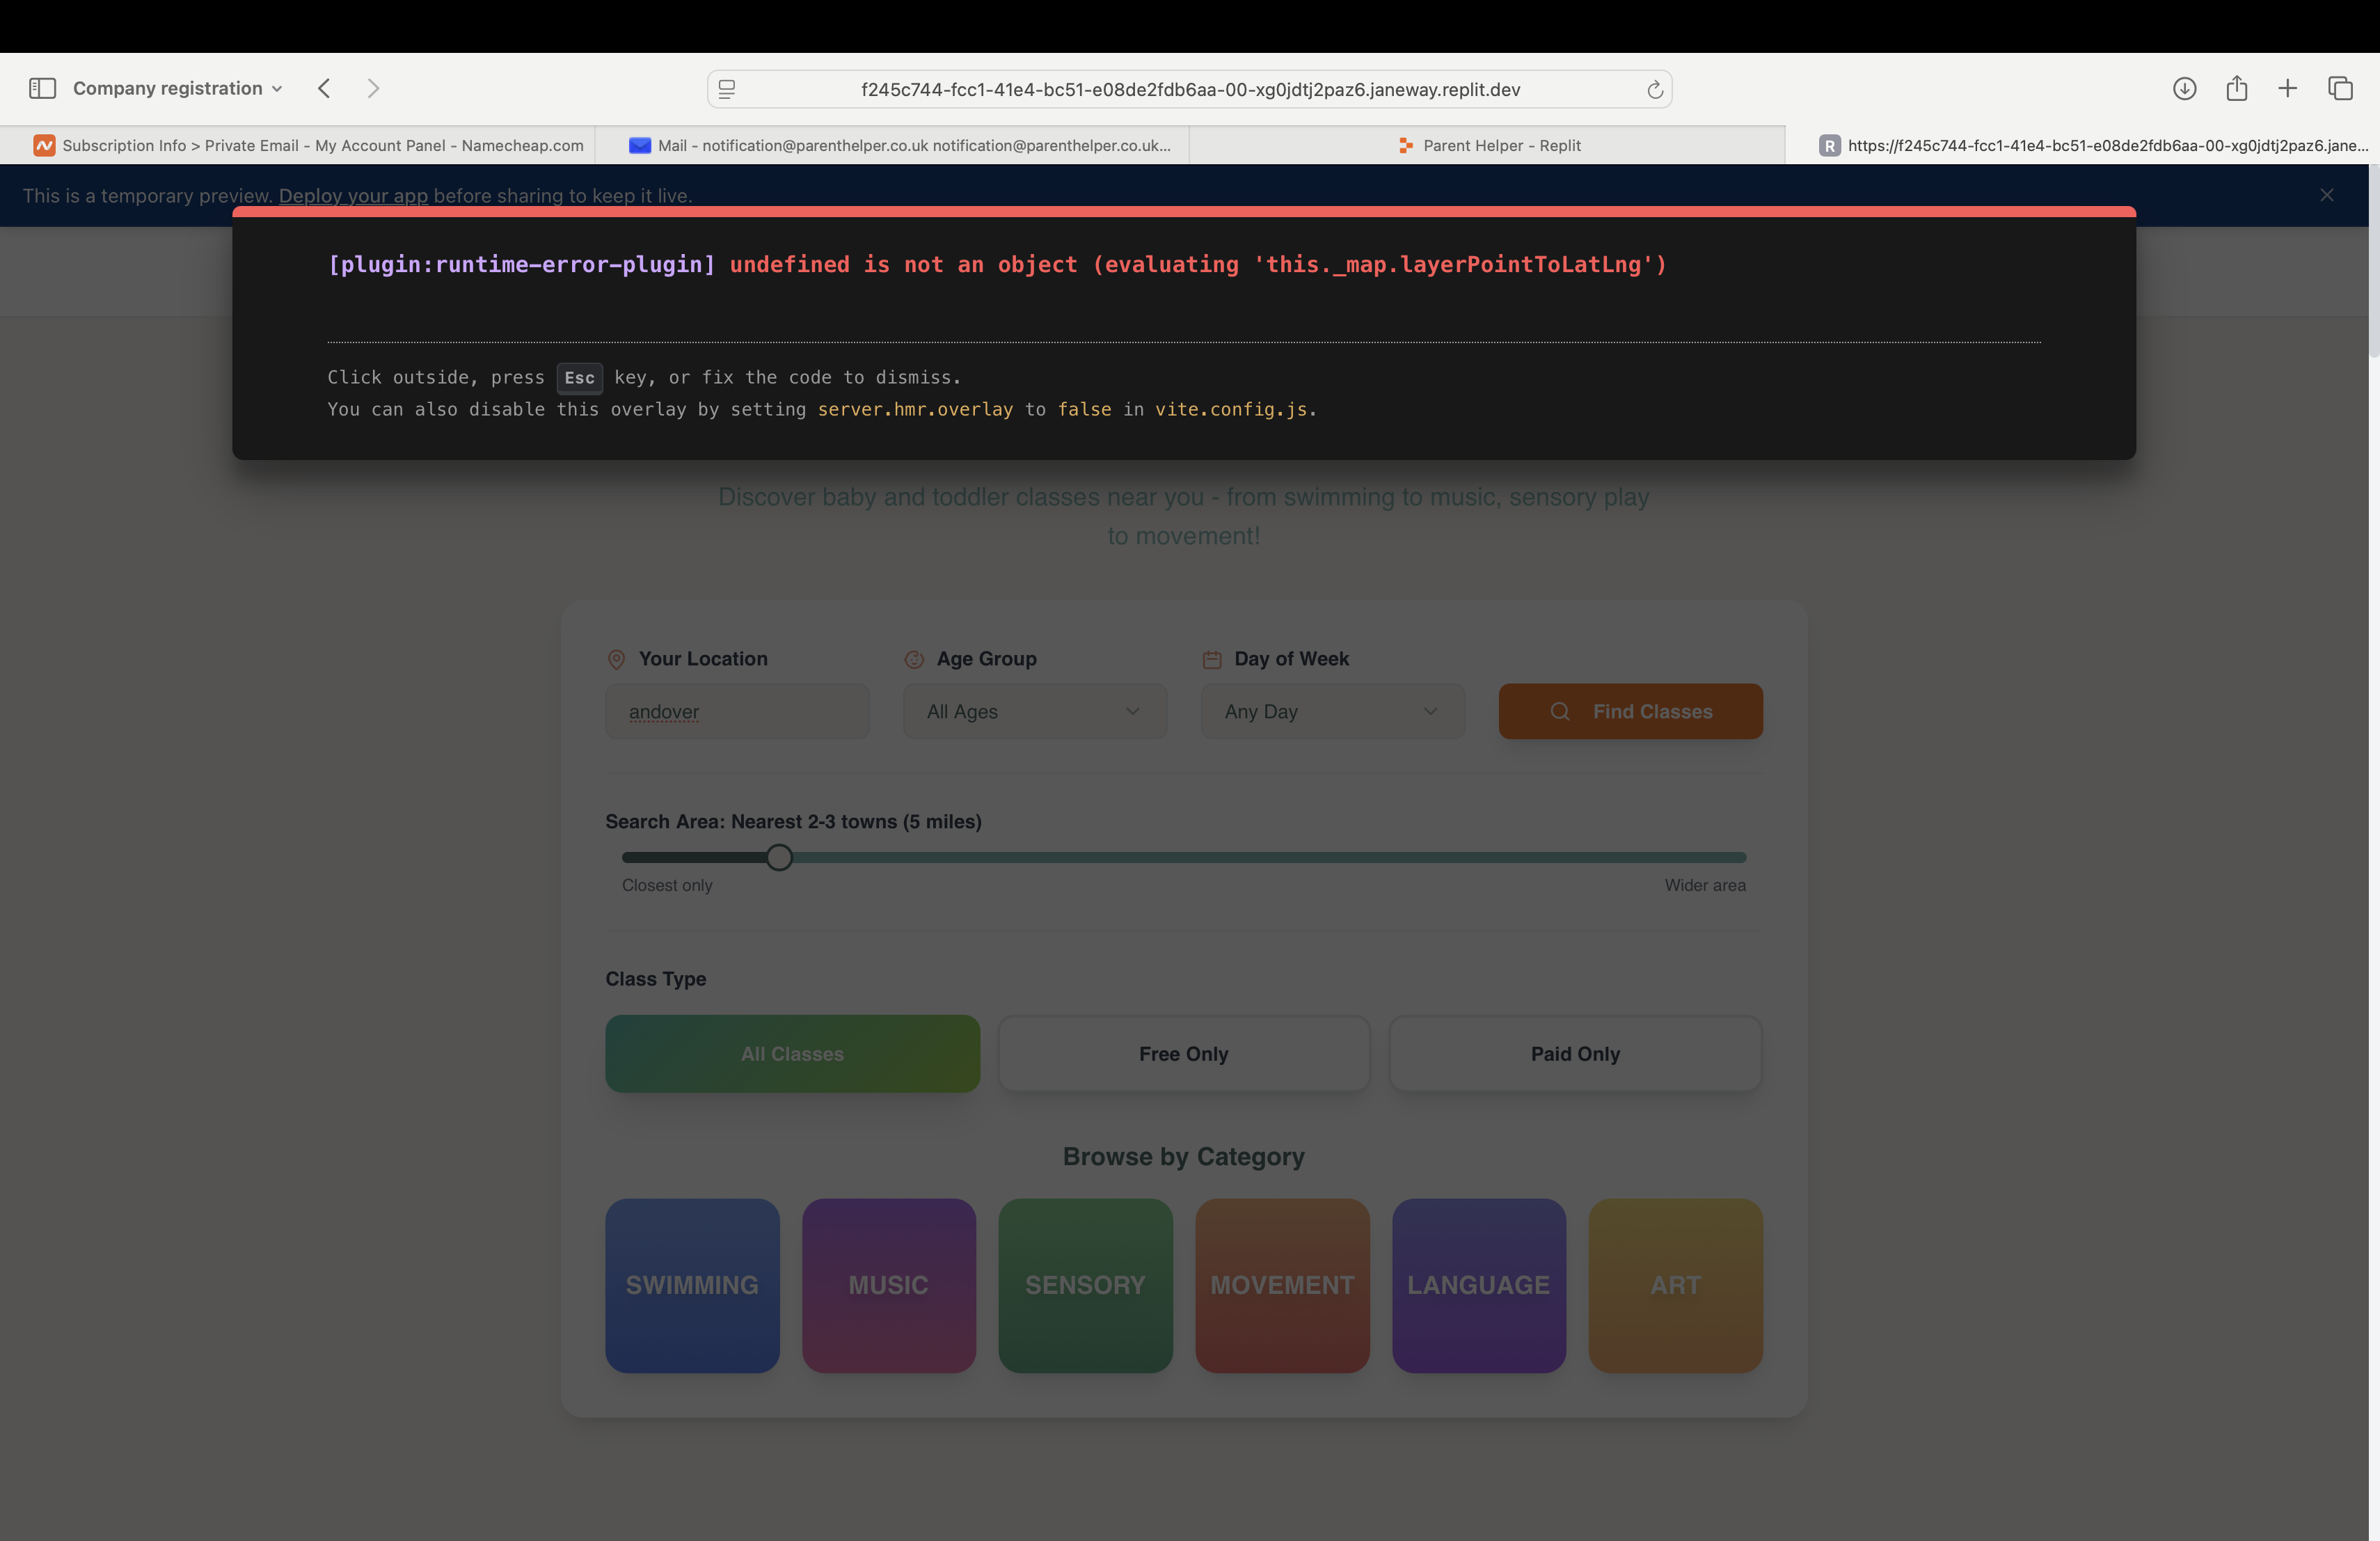 Company registration
f245c744-fcc1-41e4-bc51-e08de2fdb6aa-00-xg0jdtj2paz6.janeway.replit.dev
Subscription Info > Private Email - My Account Panel - Namecheap.com
Mail - notification@parenthelper.co.uk notification@parenthelper.co.uk...
Parent Helper - Replit
R https://f245c744-fcc1-41e4-bc51-e08de2fdb6aa-00-xg0jdtj2paz6.jane...
This is a temporary preview. Deploy your app before sharing to keep it live.
[plugin:runtime-error-plugin] undefined is not an object (evaluating 'this._map.layerPointToLatLng')
Click outside, press Esc key, or fix the code to dismiss.
You can also disable this overlay by setting server.hmr.overlay to false in vite.config.js.
Discover baby and toddler classes near you - from swimming to music, sensory play
to movement!
Your Location Age Group Day of Week
andover All Ages Any Day Find Classes
Search Area: Nearest 2-3 towns (5 miles)
Closest only Wider area
Class Type
All Classes Free Only Paid Only
Browse by Category
SWIMMING MUSIC SENSORY MOVEMENT LANGUAGE ART